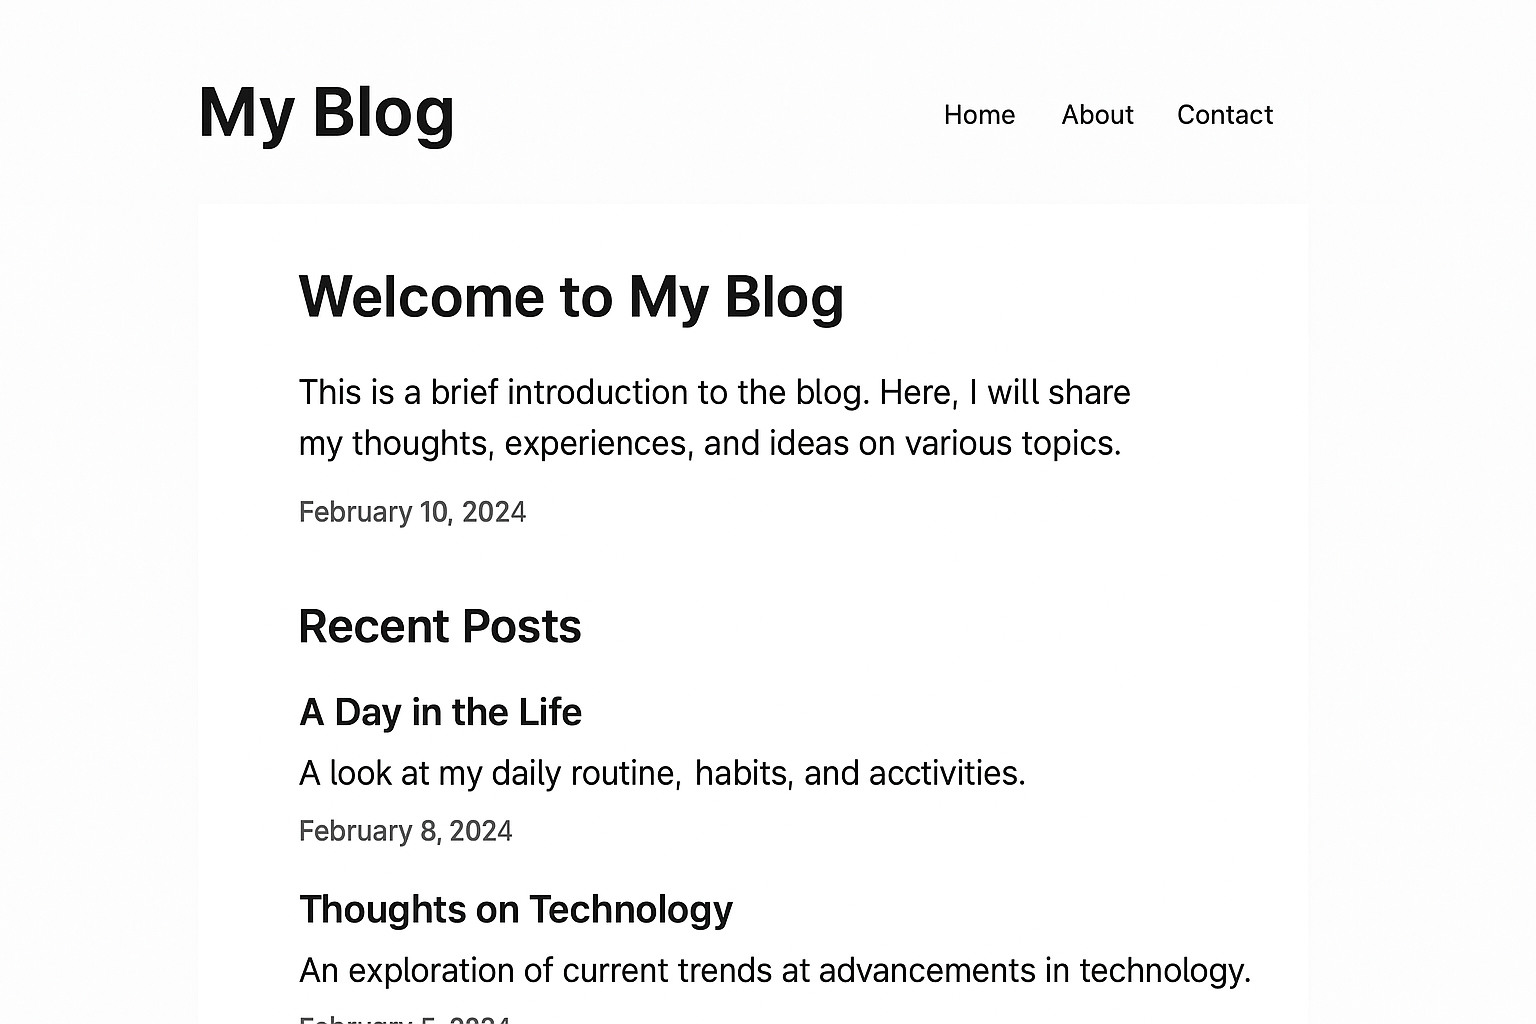 My Blog
Home About Contact
Welcome to My Blog
This is a brief introduction to the blog. Here, I will share
my thoughts, experiences, and ideas on various topics.
February 10, 2024
Recent Posts
A Day in the Life
A look at my daily routine, habits, and acctivities.
February 8, 2024
Thoughts on Technology
An exploration of current trends at advancements in technology.
February 5, 2024